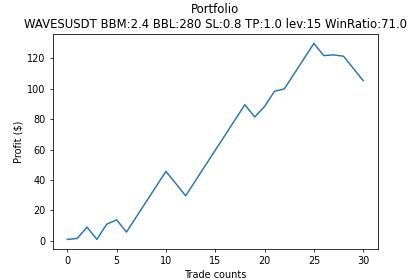 Portfolio
WAVESUSDT BBM:2.4 BBL:280 SL:0.8 TP:1.0 lev:15 WinRatio:71.0
120
100
80
60
40
20
0
Profit ($)
0 5 10 15 20 25 30
Trade counts